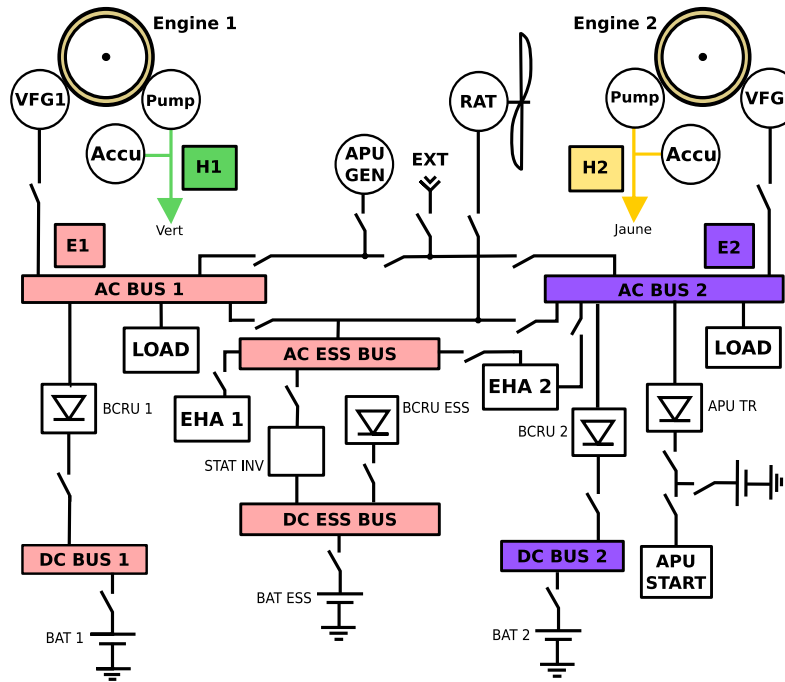 Engine 1
Engine 2
VFG1
Pump
RAT
Pump
VFG
Accu
H1
APU
GEN
EXT
H2
Accu
Vert
Jaune
E1
E2
AC BUS 1
AC BUS 2
LOAD
AC ESS BUS
LOAD
BCRU 1
EHA 1
BCRU ESS
EHA 2
APU TR
BCRU 2
STAT INV
DC ESS BUS
DC BUS 1
DC BUS 2
APU
START
BAT ESS
BAT 1
BAT 2